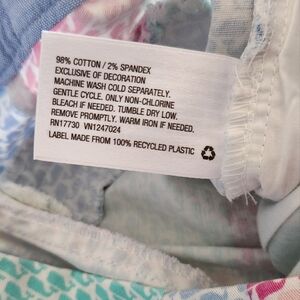 98% COTTON / 2% SPANDEX
EXCLUSIVE OF DECORATION
MACHINE WASH COLD SEPARATELY.
GENTLE CYCLE. ONLY NON-CHLORINE
BLEACH IF NEEDED. TUMBLE DRY LOW.
REMOVE PROMPTLY. WARM IRON IF NEEDED.
RN17730 VN1247024
LABEL MADE FROM 100% RECYCLED PLASTIC